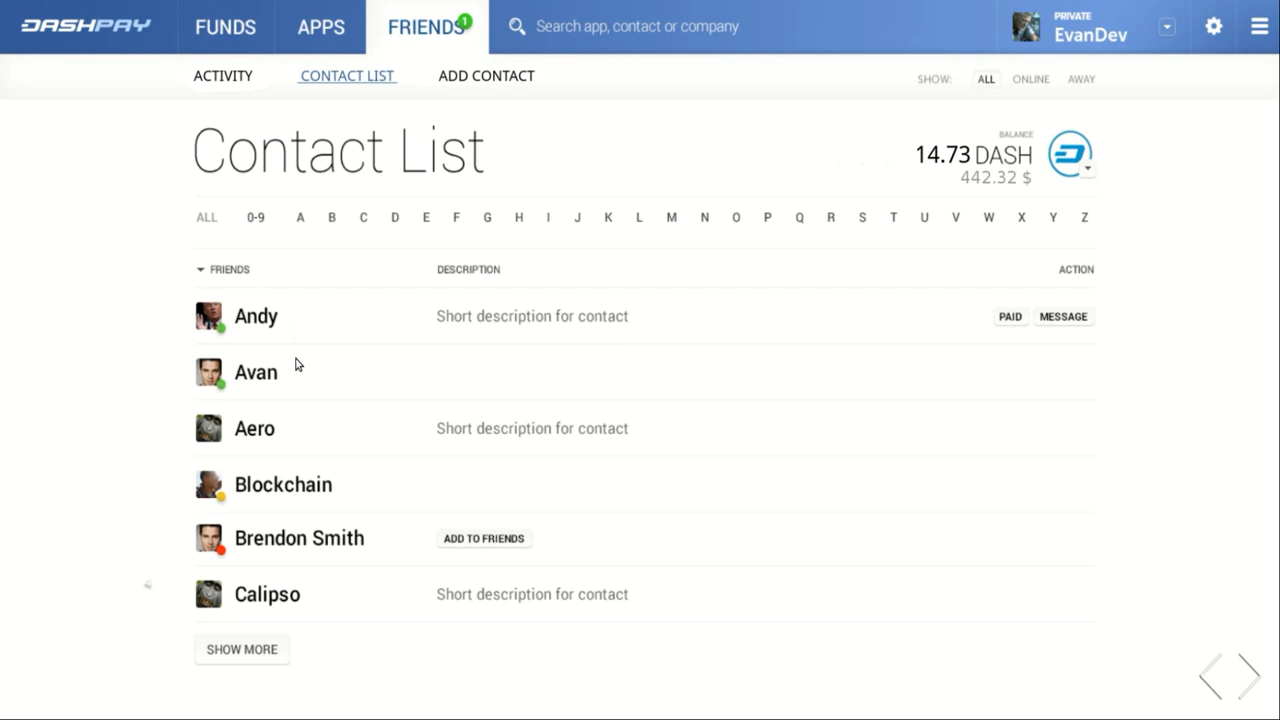 DASHPAY FUNDS APPS FRIENDS 1 Search app, contact or company PRIVATE
EvanDev
ACTIVITY CONTACT LIST ADD CONTACT SHOW: ALL ONLINE AWAY
Contact List
BALANCE
14.73 DASH
442.32 $
ALL 0-9 A B C D E F G H I J K L M N O P Q R S T U V W X Y Z
FRIENDS DESCRIPTION ACTION
Andy Short description for contact PAID MESSAGE
Avan
Aero Short description for contact
Blockchain
Brendon Smith ADD TO FRIENDS
Calipso Short description for contact
SHOW MORE